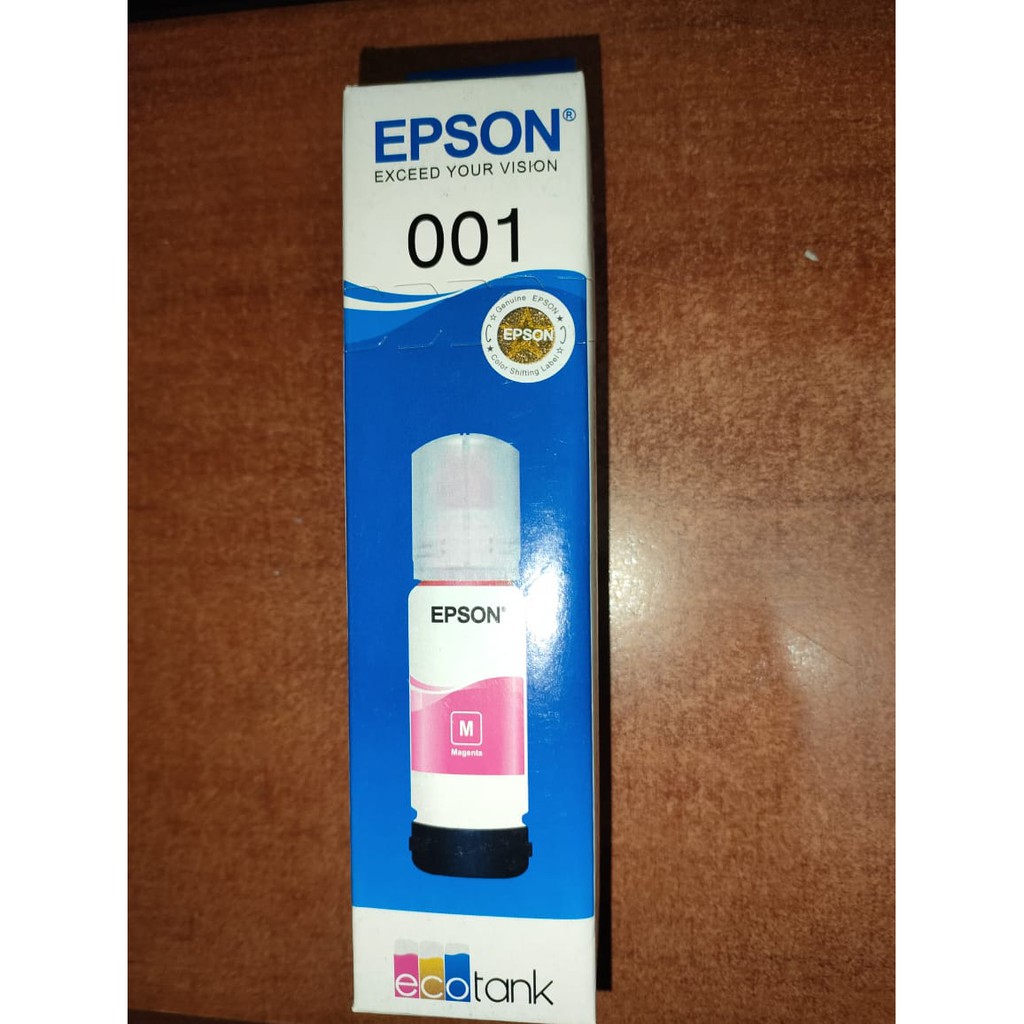 EPSON®
EXCEED YOUR VISION
001
Genuine EPSON
EPSON
Color Shifting Label
EPSON®
M
Magenta
ecotank